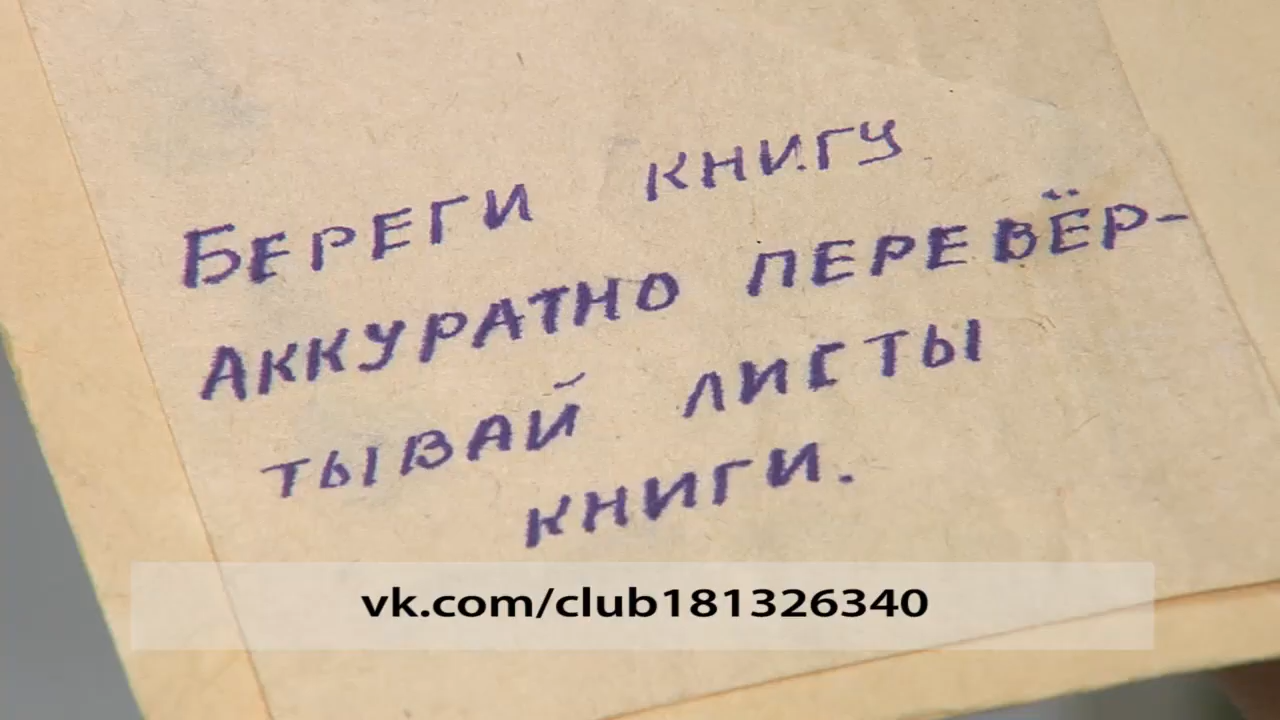 БЕРЕГИ КНИГУ
АККУРАТНО ПЕРЕВЁР-
ТЫВАЙ ЛИСТЫ
КНИГИ.
vk.com/club181326340